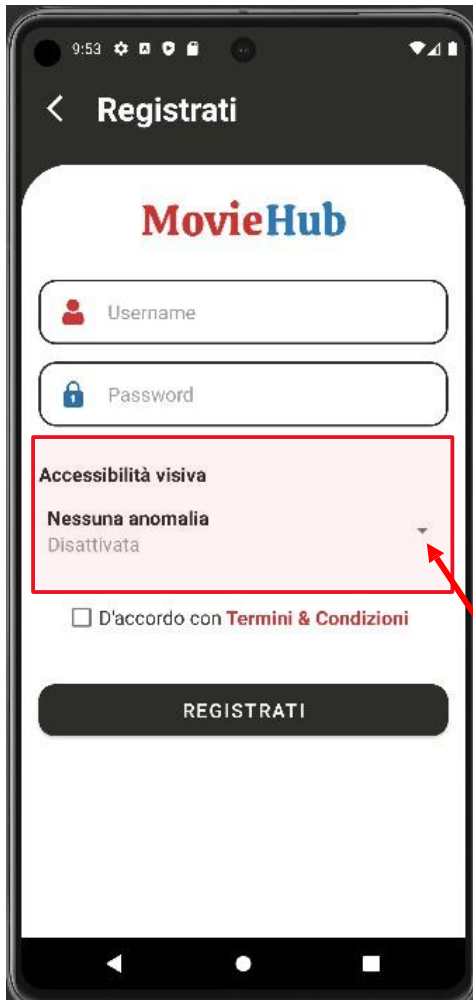 9:53
Registrati
MovieHub
Username
Password
Accessibilità visiva
Nessuna anomalia
Disattivata
D'accordo con Termini & Condizioni
REGISTRATI